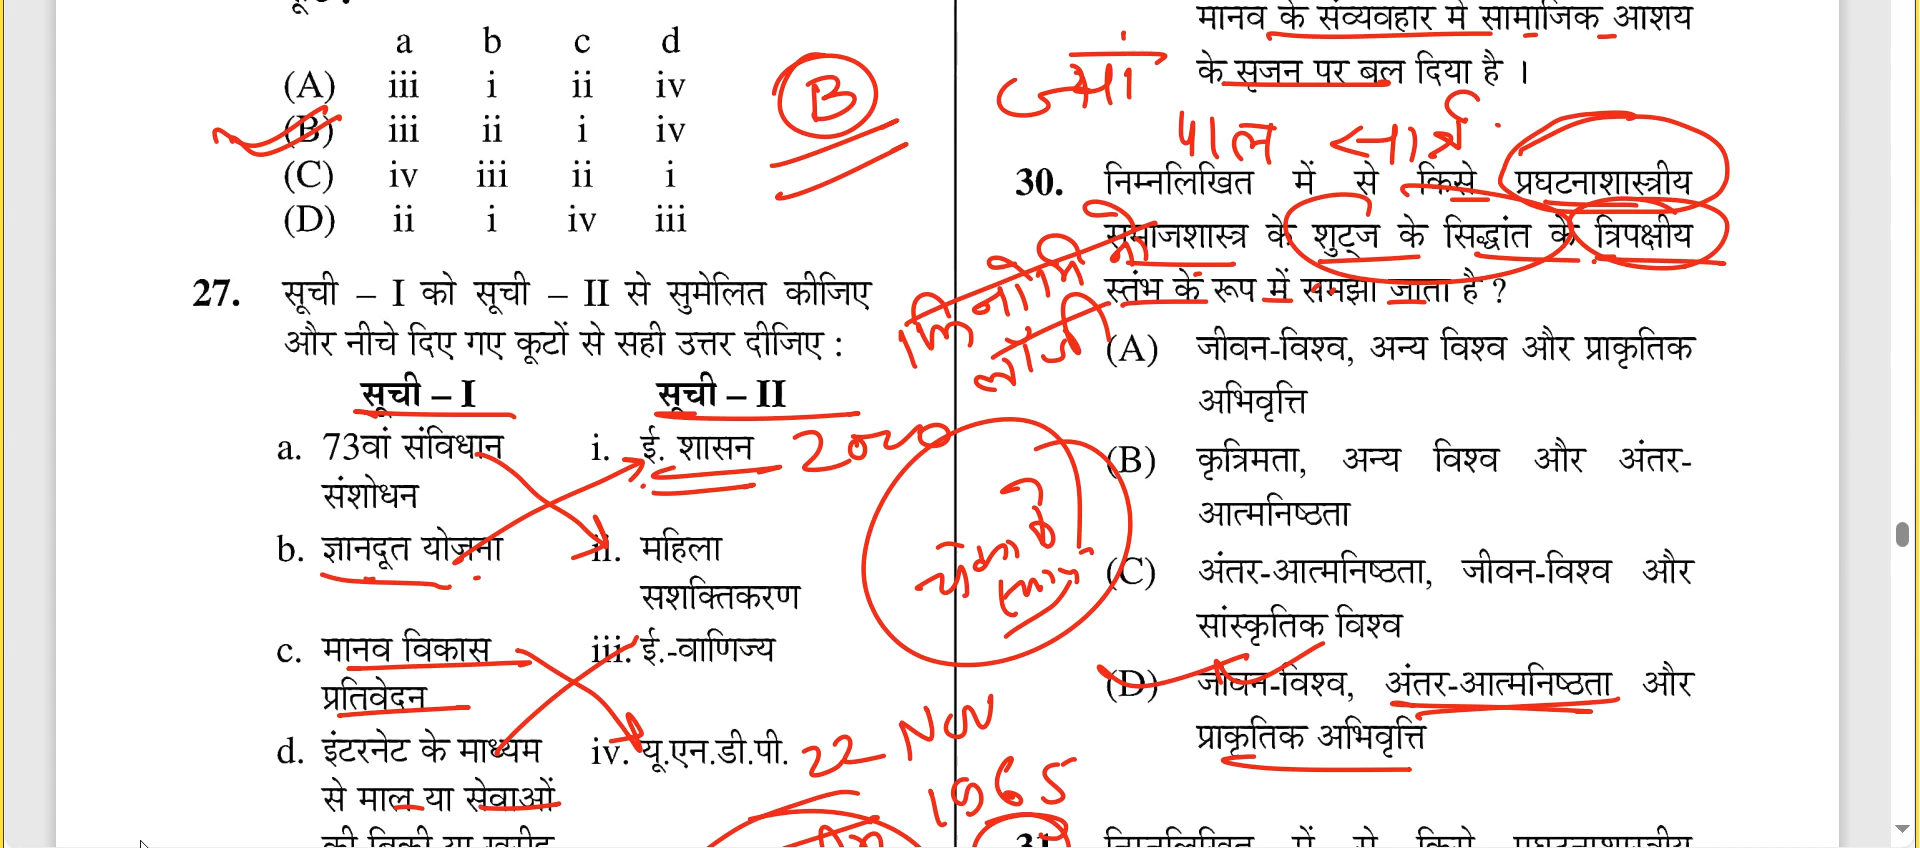 a b c d
(A) iii i ii iv
(B) iii ii i iv
(C) iv iii ii i
(D) ii i iv iii
B
27. सूची – I को सूची – II से सुमेलित कीजिए
और नीचे दिए गए कूटों से सही उत्तर दीजिए :
सूची – I सूची – II
a. 73वां संविधान i. ई. शासन 2000
संशोधन
b. ज्ञानदूत योजना ii. महिला
सशक्तिकरण
c. मानव विकास iii. ई.-वाणिज्य
प्रतिवेदन
d. इंटरनेट के माध्यम iv. यू.एन.डी.पी.
से माल या सेवाओं
की बिक्री या खरीद
22 Nov
1965
मानव के संव्यवहार में सामाजिक आशय
के सृजन पर बल दिया है ।
ज्यां
पाल सार्त्र
30. निम्नलिखित में से किसे प्रघटनाशास्त्रीय
समाजशास्त्र के शुट्ज के सिद्धांत के त्रिपक्षीय
स्तंभ के रूप में समझा जाता है ?
(A) जीवन-विश्व, अन्य विश्व और प्राकृतिक
अभिवृत्ति
(B) कृत्रिमता, अन्य विश्व और अंतर-
आत्मनिष्ठता
(C) अंतर-आत्मनिष्ठता, जीवन-विश्व और
सांस्कृतिक विश्व
(D) जीवन-विश्व, अंतर-आत्मनिष्ठता और
प्राकृतिक अभिवृत्ति
31. निम्नलिखित में से किसे प्रघटनाशास्त्रीय